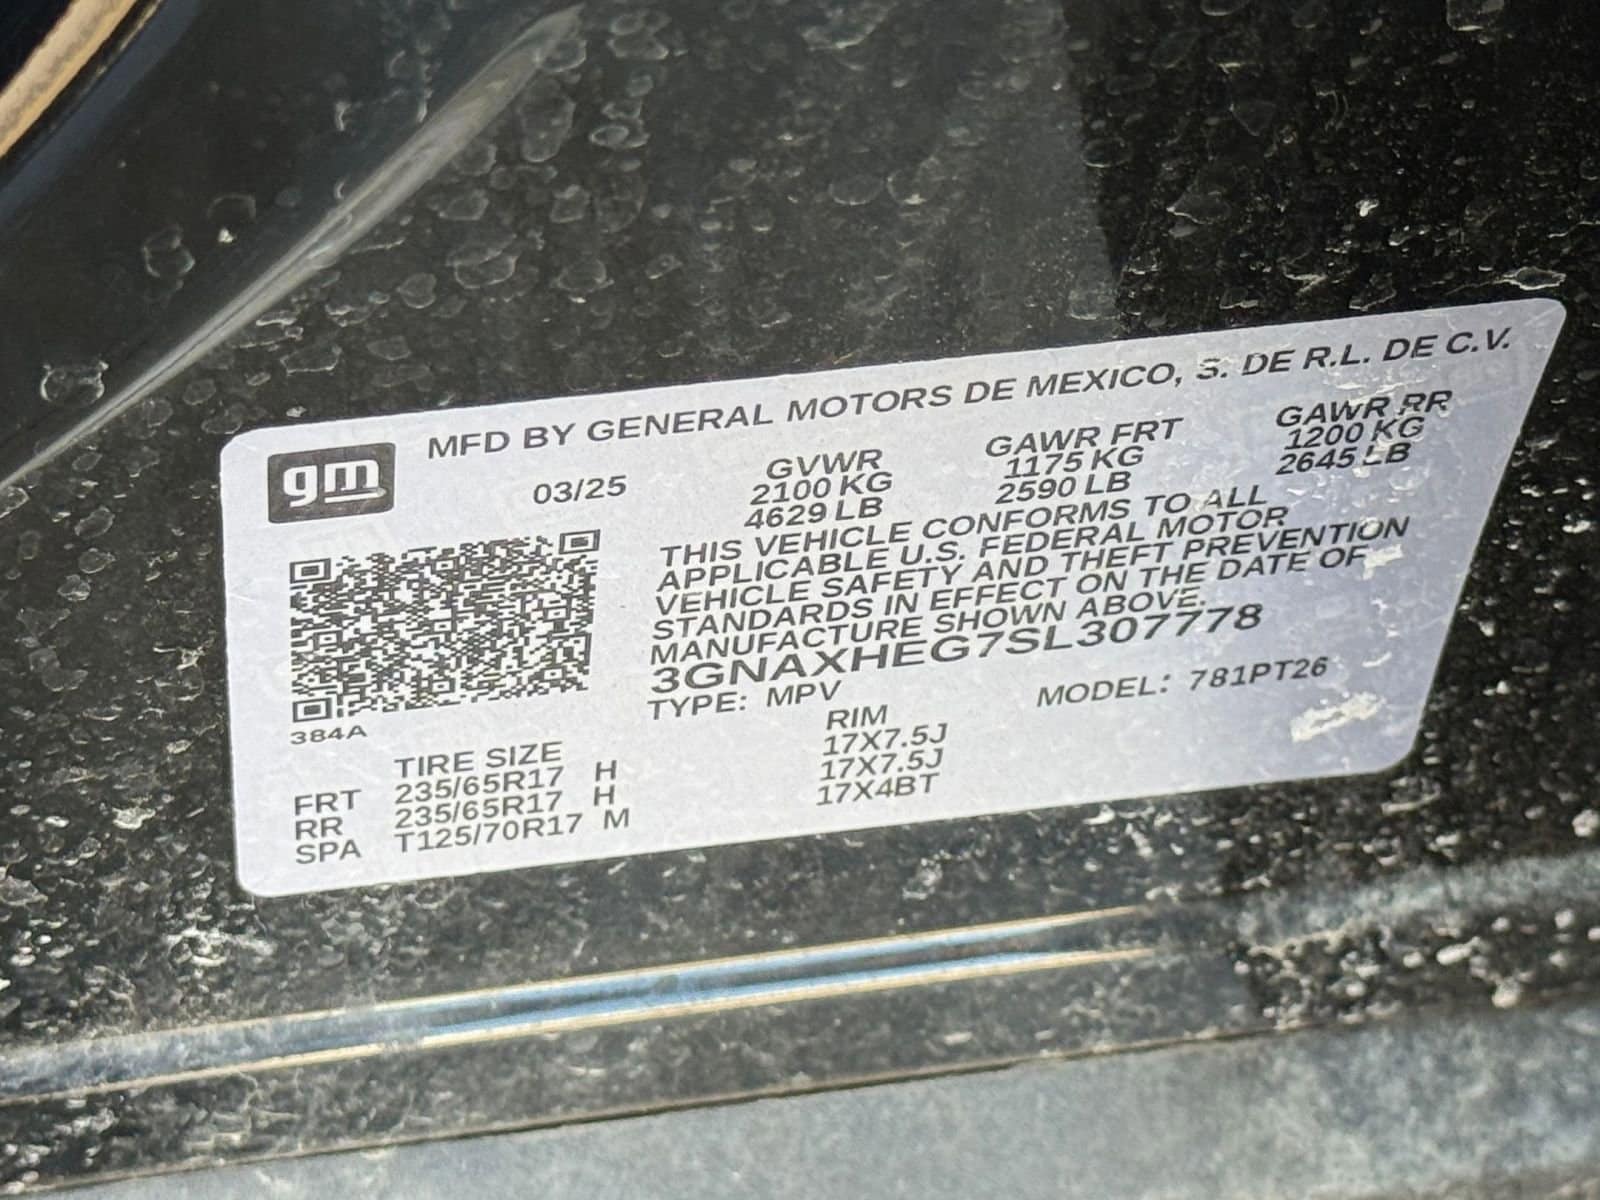 gm
MFD BY GENERAL MOTORS DE MEXICO, S. DE R.L. DE C.V.
03/25 GVWR GAWR FRT GAWR RR
2100 KG 1175 KG 1200 KG
4629 LB 2590 LB 2645 LB
THIS VEHICLE CONFORMS TO ALL
APPLICABLE U.S. FEDERAL MOTOR
VEHICLE SAFETY AND THEFT PREVENTION
STANDARDS IN EFFECT ON THE DATE OF
MANUFACTURE SHOWN ABOVE.
3GNAXHEG7SL307778
TYPE: MPV MODEL: 781PT26
384A
TIRE SIZE RIM
FRT 235/65R17 H 17X7.5J
RR 235/65R17 H 17X7.5J
SPA T125/70R17 M 17X4BT